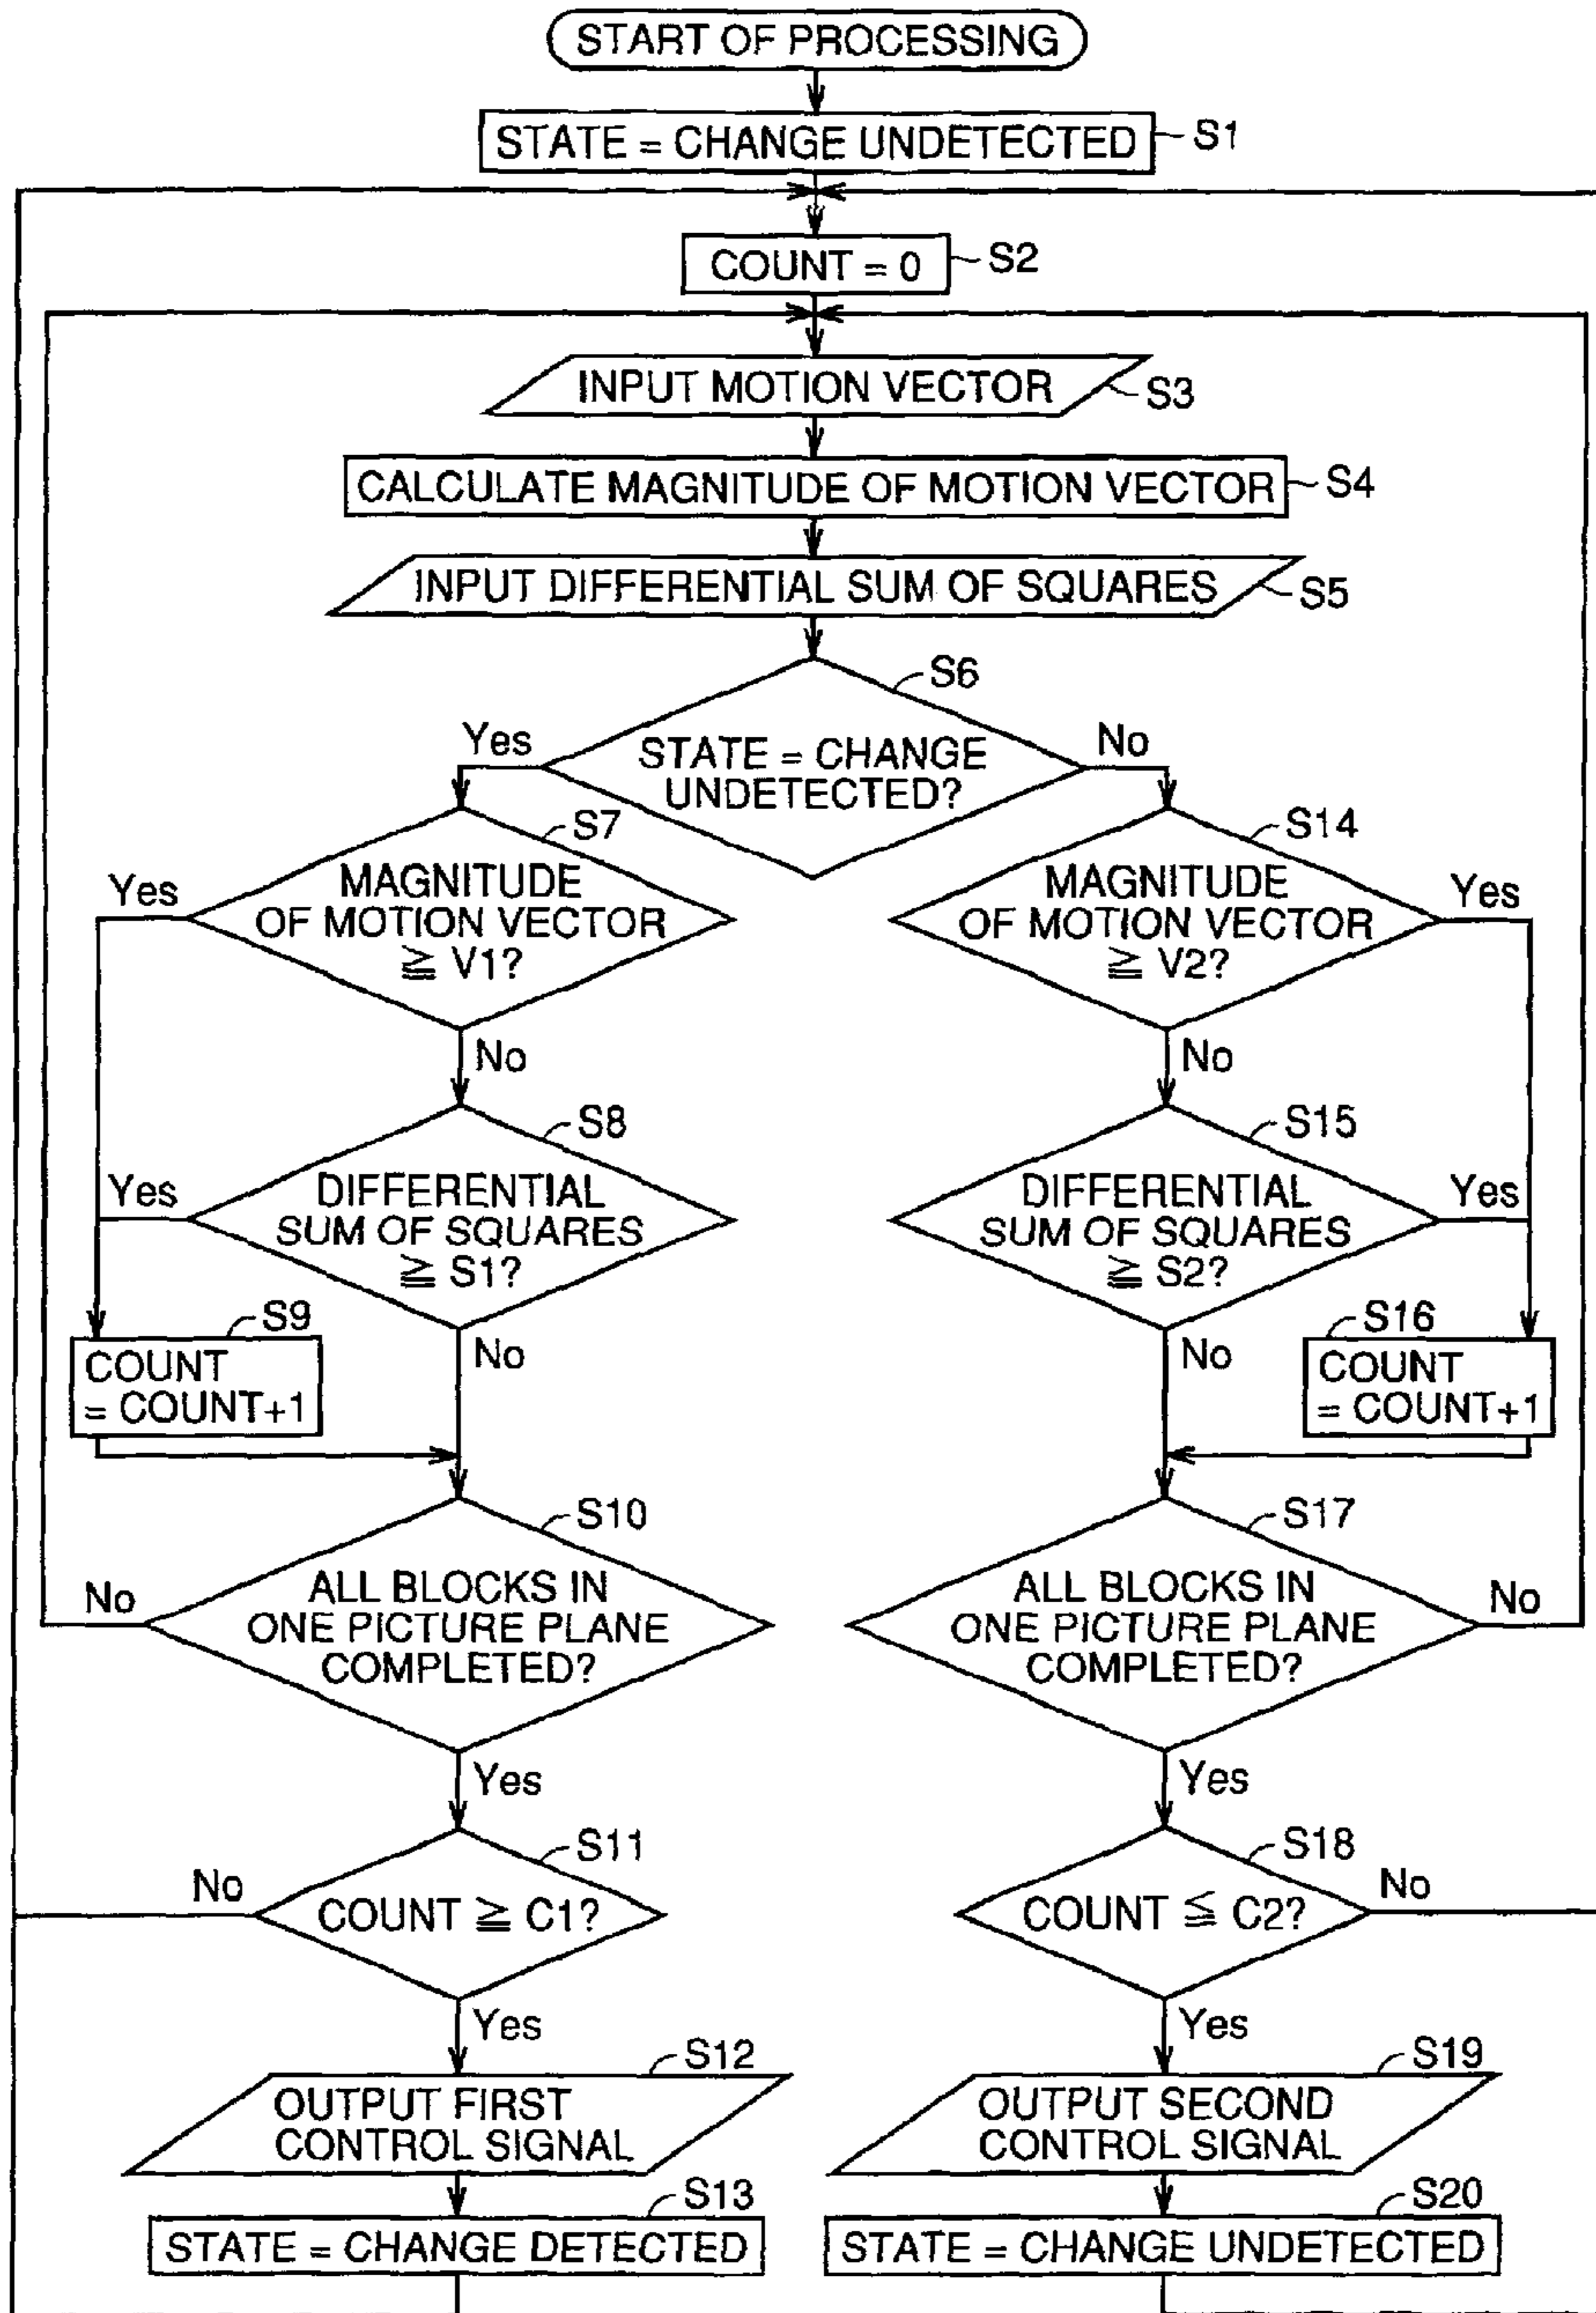 START OF PROCESSING
STATE = CHANGE UNDETECTED
S1
COUNT = 0
S2
INPUT MOTION VECTOR
S3
CALCULATE MAGNITUDE OF MOTION VECTOR
S4
INPUT DIFFERENTIAL SUM OF SQUARES
S5
S6
Yes
STATE = CHANGE
UNDETECTED?
No
S7
Yes
MAGNITUDE
OF MOTION VECTOR
≧ V1?
No
S14
MAGNITUDE
OF MOTION VECTOR
≧ V2?
Yes
No
S8
Yes
DIFFERENTIAL
SUM OF SQUARES
≧ S1?
No
S15
DIFFERENTIAL
SUM OF SQUARES
≧ S2?
Yes
No
S9
COUNT
= COUNT+1
S16
COUNT
= COUNT+1
S10
No
ALL BLOCKS IN
ONE PICTURE PLANE
COMPLETED?
Yes
S17
ALL BLOCKS IN
ONE PICTURE PLANE
COMPLETED?
No
Yes
S11
No
COUNT ≧ C1?
Yes
S18
COUNT ≦ C2?
No
Yes
S12
OUTPUT FIRST
CONTROL SIGNAL
S19
OUTPUT SECOND
CONTROL SIGNAL
S13
STATE = CHANGE DETECTED
S20
STATE = CHANGE UNDETECTED